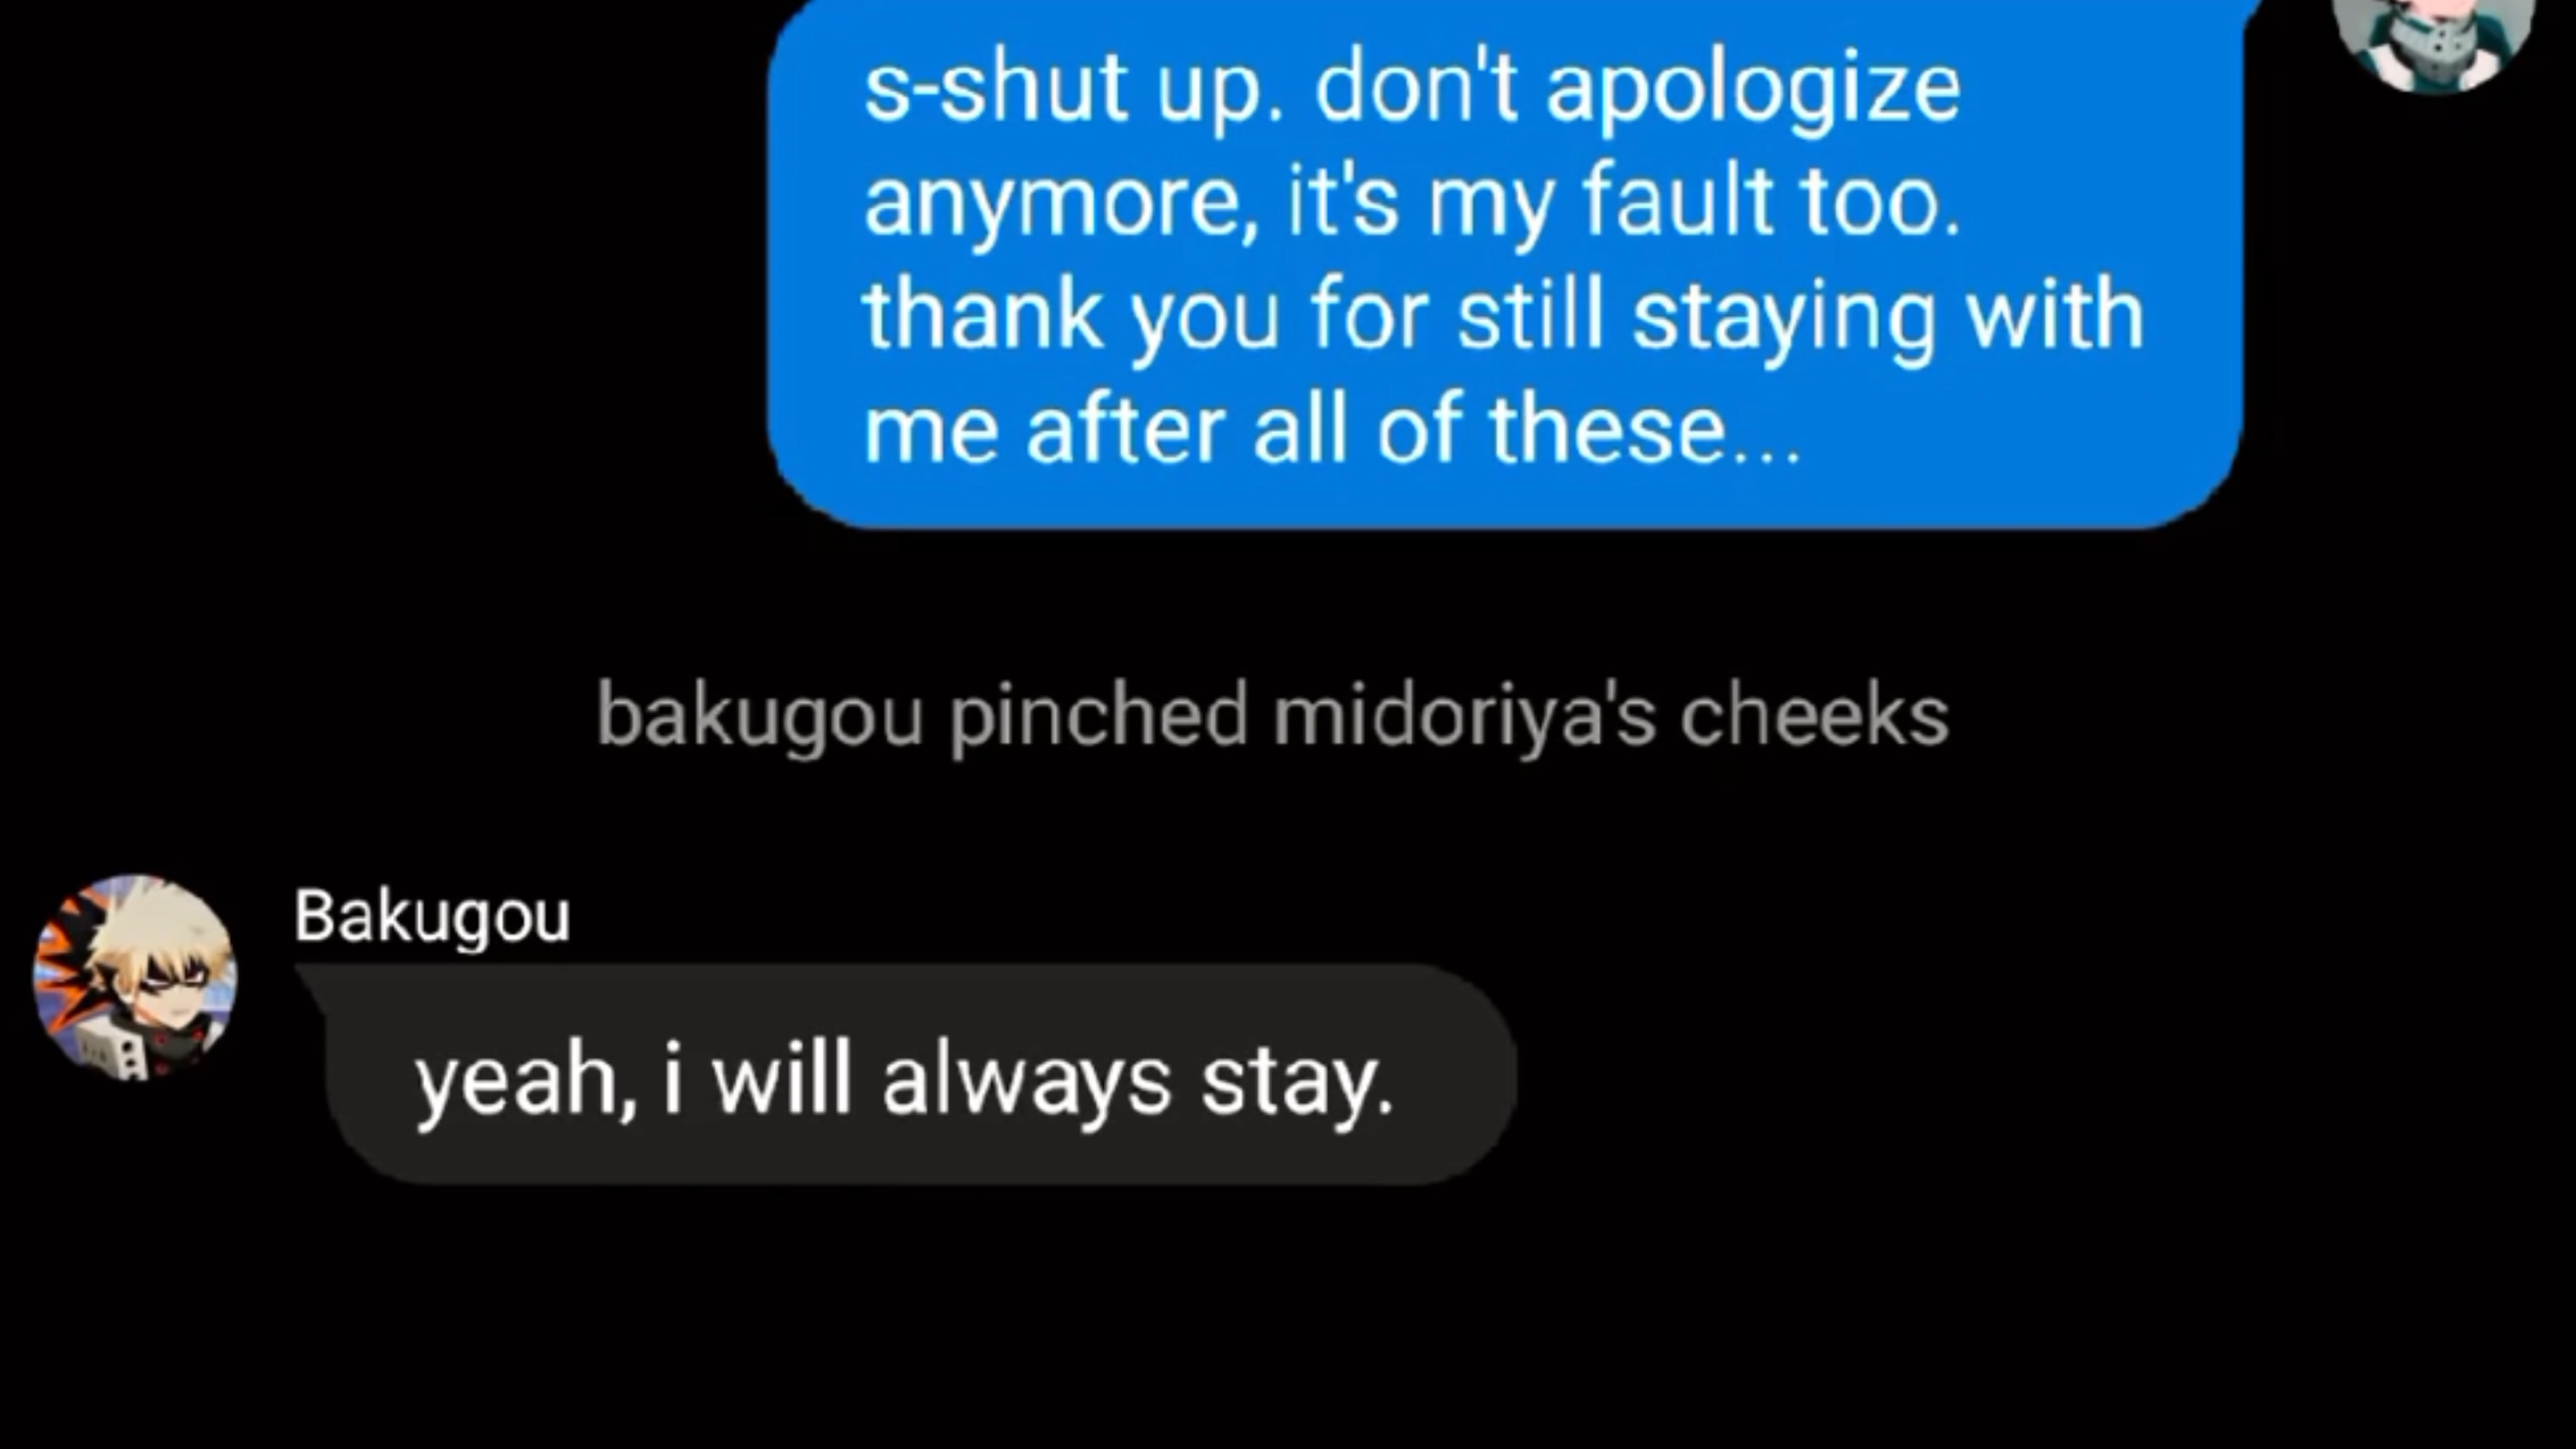 s-shut up. don't apologize
anymore, it's my fault too.
thank you for still staying with
me after all of these...
bakugou pinched midoriya's cheeks
Bakugou
yeah, i will always stay.